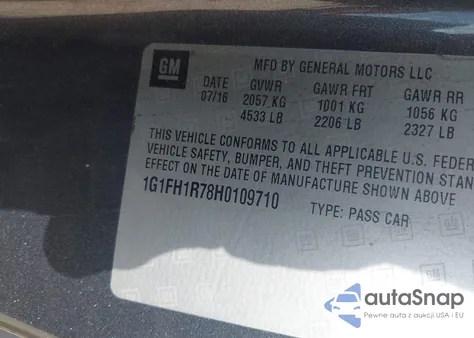 GM
MFD BY GENERAL MOTORS LLC
DATE GVWR GAWR FRT GAWR RR
07/16 2057 KG 1001 KG 1056 KG
4533 LB 2206 LB 2327 LB
THIS VEHICLE CONFORMS TO ALL APPLICABLE U.S. FEDER
VEHICLE SAFETY, BUMPER, AND THEFT PREVENTION STAN
EFFECT ON THE DATE OF MANUFACTURE SHOWN ABOVE
1G1FH1R78H0109710
TYPE: PASS CAR
autoSnap
Pewne auta z aukcji USA i EU